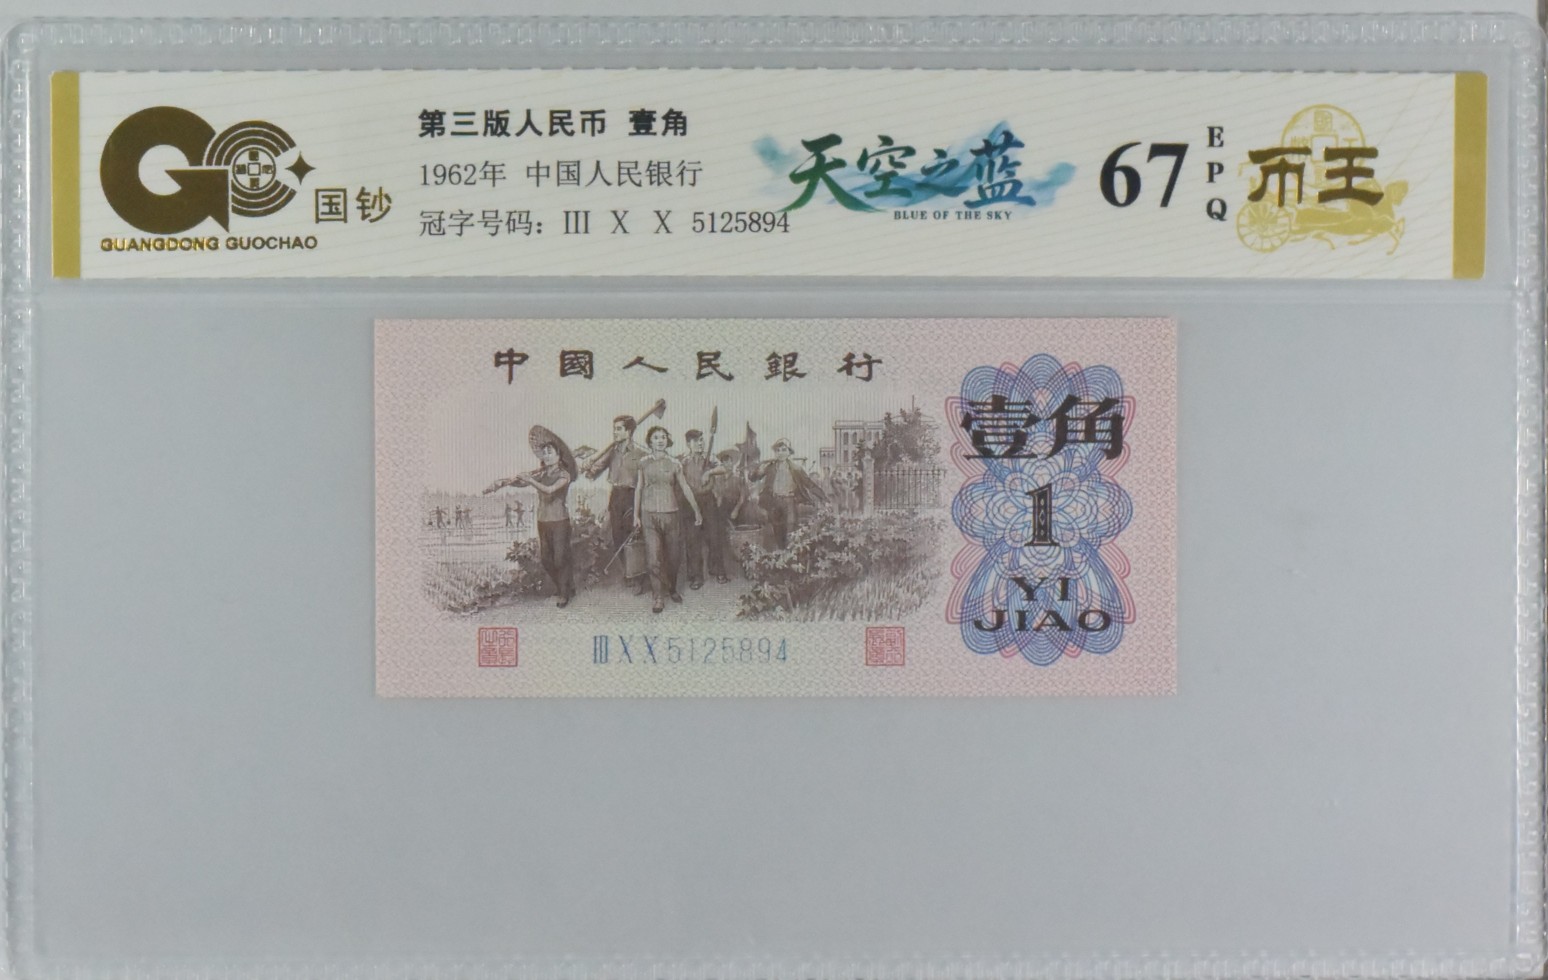 国钞
GUANGDONG GUOCHAO
第三版人民币 壹角
1962年 中国人民银行
冠字号码：Ⅲ X X 5125894
天空之蓝
BLUE OF THE SKY
67
EPQ
币王
中國人民銀行
壹角
1
YI
JIAO
Ⅲ X X 5125894